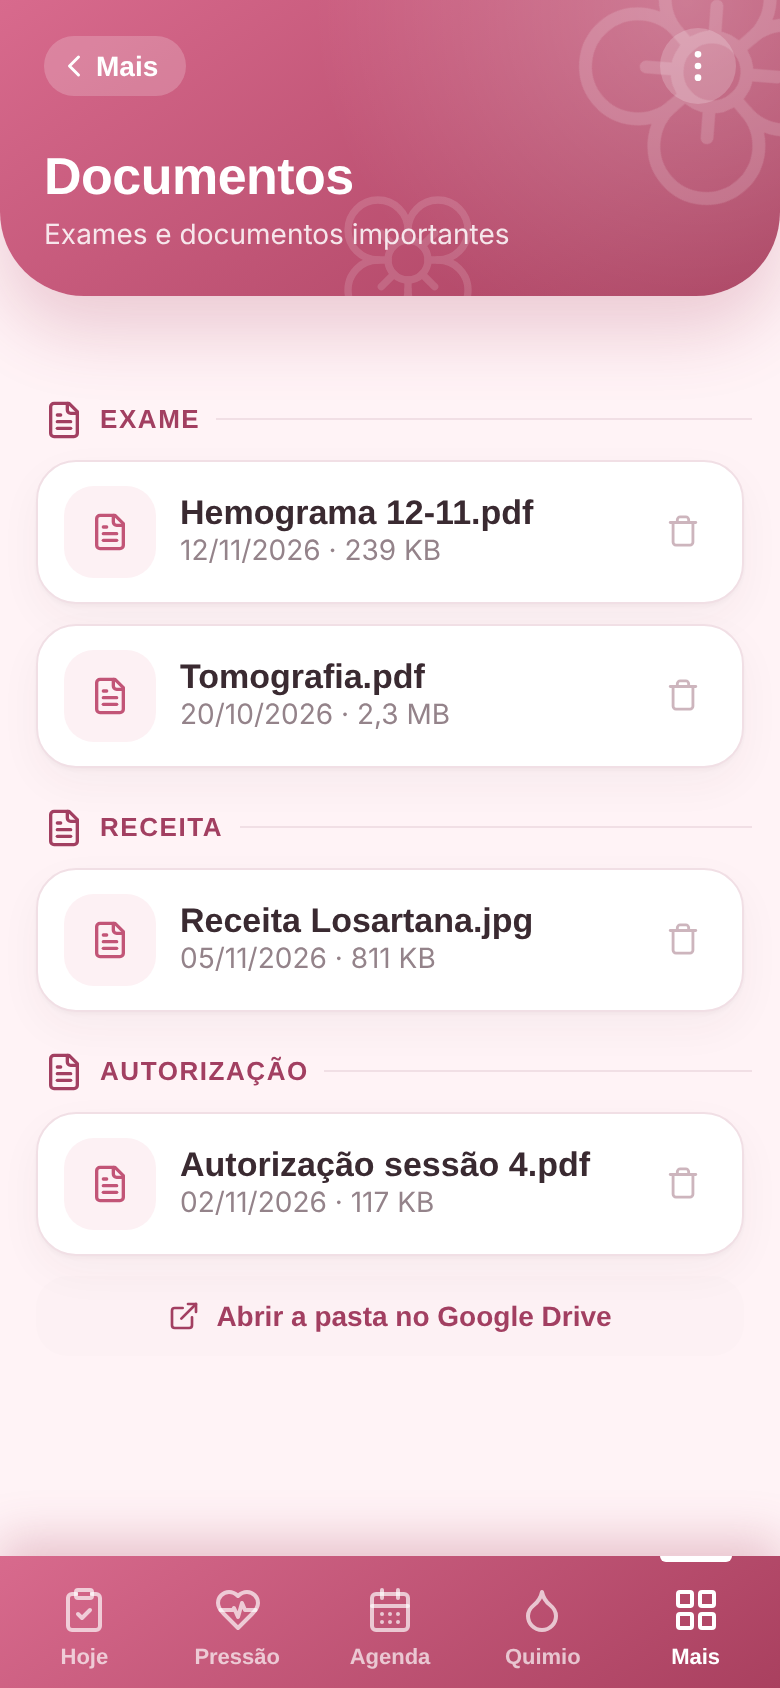 Mais
Documentos
Exames e documentos importantes
EXAME
Hemograma 12-11.pdf
12/11/2026 · 239 KB
Tomografia.pdf
20/10/2026 · 2,3 MB
RECEITA
Receita Losartana.jpg
05/11/2026 · 811 KB
AUTORIZAÇÃO
Autorização sessão 4.pdf
02/11/2026 · 117 KB
Abrir a pasta no Google Drive
Hoje
Pressão
Agenda
Quimio
Mais